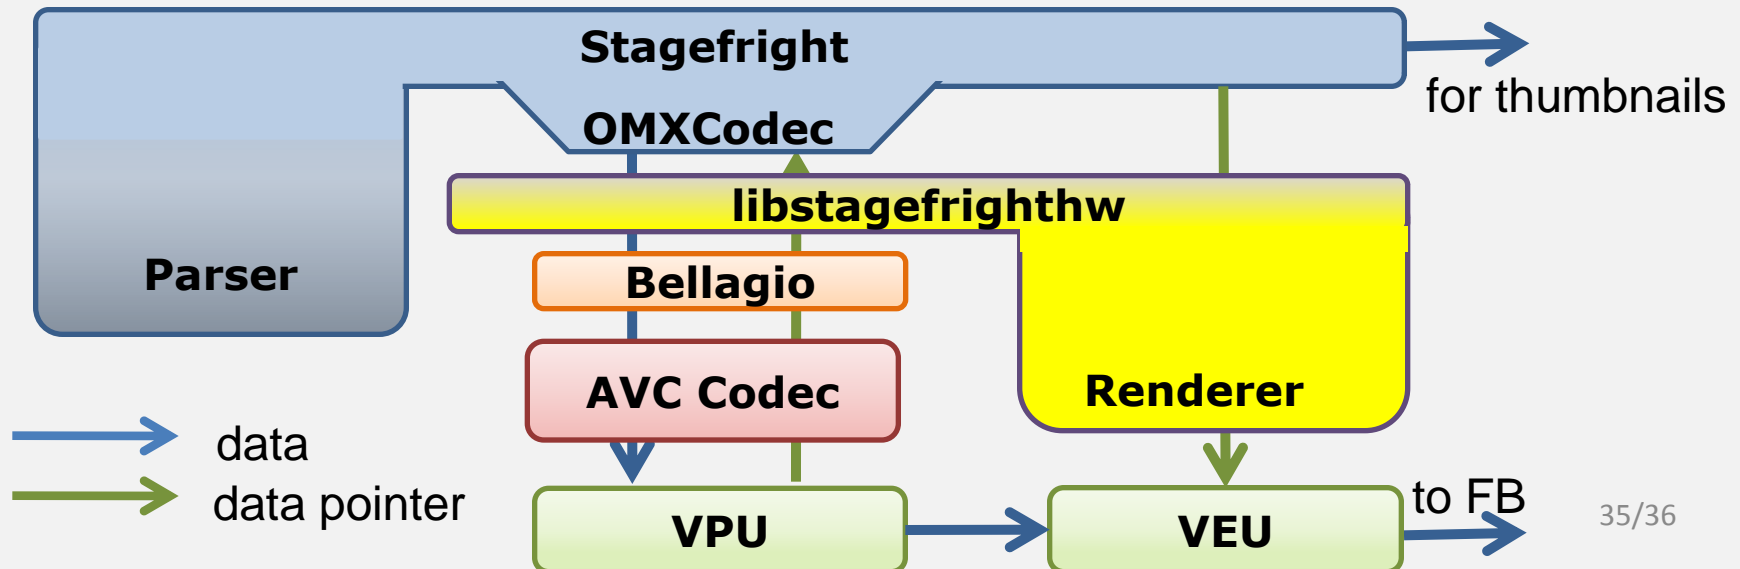 Stagefright
for thumbnails
OMXCodec
libstagefrighthw
Parser
Bellagio
AVC Codec
Renderer
data
data pointer
VPU
VEU
to FB
35/36